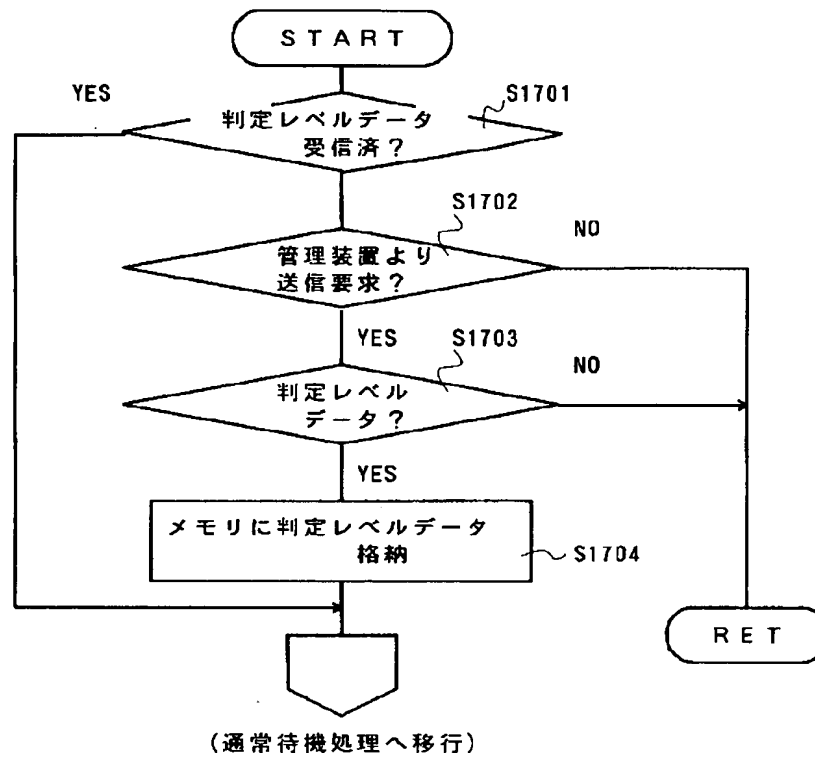 START
YES
S1701
判定レベルデータ
受信済?
S1702
NO
管理装置より
送信要求?
YES
S1703
NO
判定レベル
データ?
YES
メモリに判定レベルデータ
格納
S1704
RET
(通常待機処理へ移行)